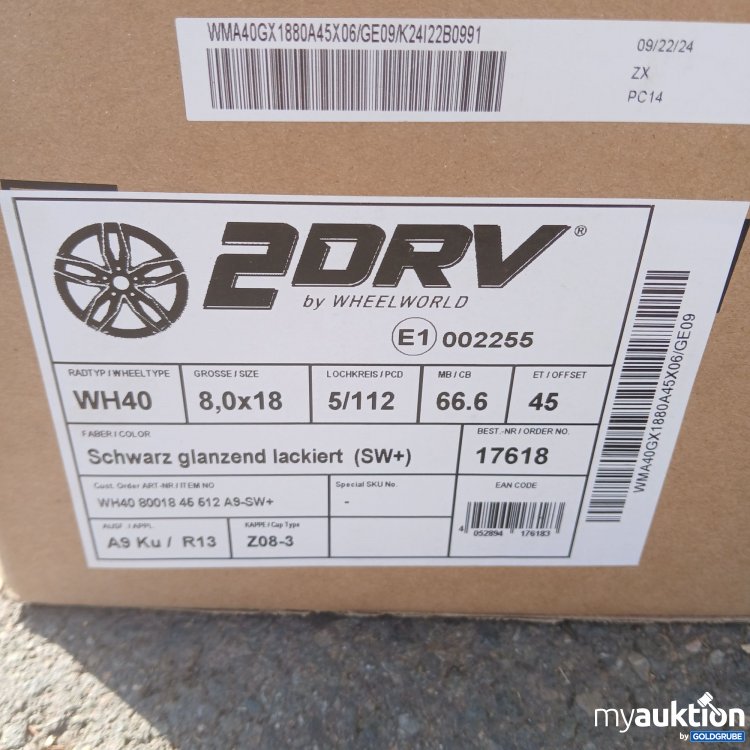 WMA40GX1880A45X06/GE09/K24I22B0991
09/22/24
ZX
PC14
2DRV®
by WHEELWORLD
E1 002255
RADTYP / WHEELTYPE
WH40
GROSSE / SIZE
8,0x18
LOCHKREIS / PCD
5/112
MB / CB
66.6
ET / OFFSET
45
FABER / COLOR
Schwarz glanzend lackiert (SW+)
BEST.-NR / ORDER NO.
17618
Cust. Order ART-NR / ITEM NO
WH40 80018 45 512 A9-SW+
Special SKU No.
-
EAN CODE
4 052894 176183
AUSF. / APPL.
A9 Ku / R13
KAPPE / Cap Type
Z08-3
WMA40GX1880A45X06/GE09
myauktion
by GOLDGRUBE